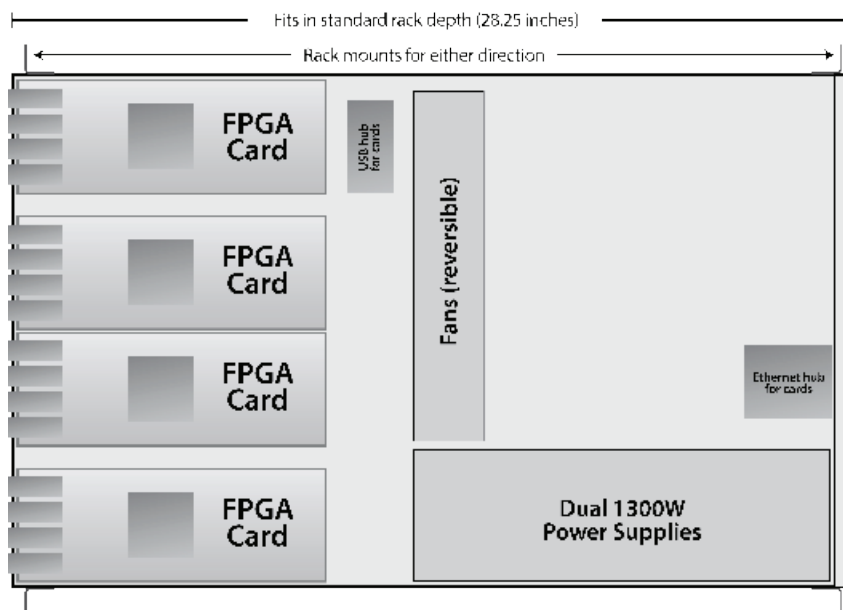 Fits in standard rack depth (28.25 inches)
Rack mounts for either direction
FPGA
Card
USB hub
for cards
Fans (reversible)
FPGA
Card
FPGA
Card
Ethernet hub
for cards
FPGA
Card
Dual 1300W
Power Supplies